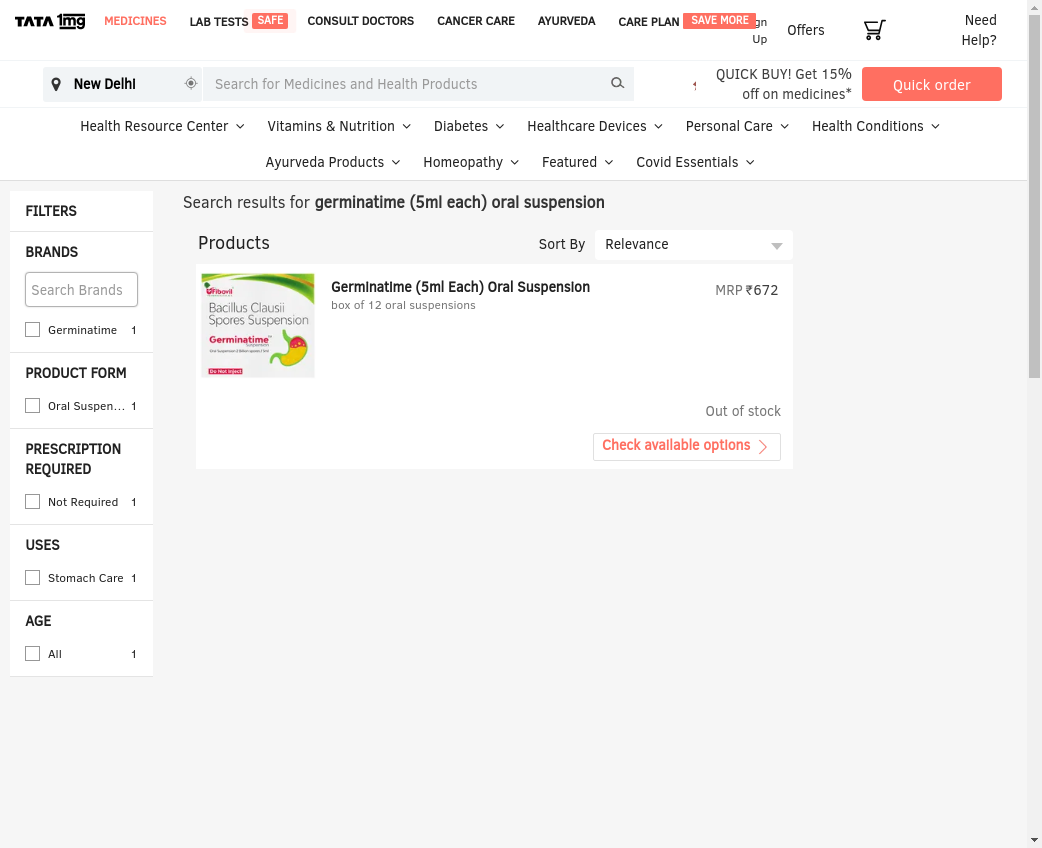 TATA 1mg MEDICINES LAB TESTS SAFE CONSULT DOCTORS CANCER CARE AYURVEDA CARE PLAN SAVE MORE
Up
Offers
Need
Help?
New Delhi
Search for Medicines and Health Products
QUICK BUY! Get 15%
off on medicines*
Quick order
Health Resource Center Vitamins & Nutrition Diabetes Healthcare Devices Personal Care Health Conditions
Ayurveda Products Homeopathy Featured Covid Essentials
FILTERS
BRANDS
Search Brands
Germinatime 1
PRODUCT FORM
Oral Suspen... 1
PRESCRIPTION
REQUIRED
Not Required 1
USES
Stomach Care 1
AGE
All 1
Search results for germinatime (5ml each) oral suspension
Products
Sort By Relevance
Fibovil
Bacillus Clausii
Spores Suspension
Germinatime
Do Not Inject
Germinatime (5ml Each) Oral Suspension
box of 12 oral suspensions
MRP ₹672
Out of stock
Check available options